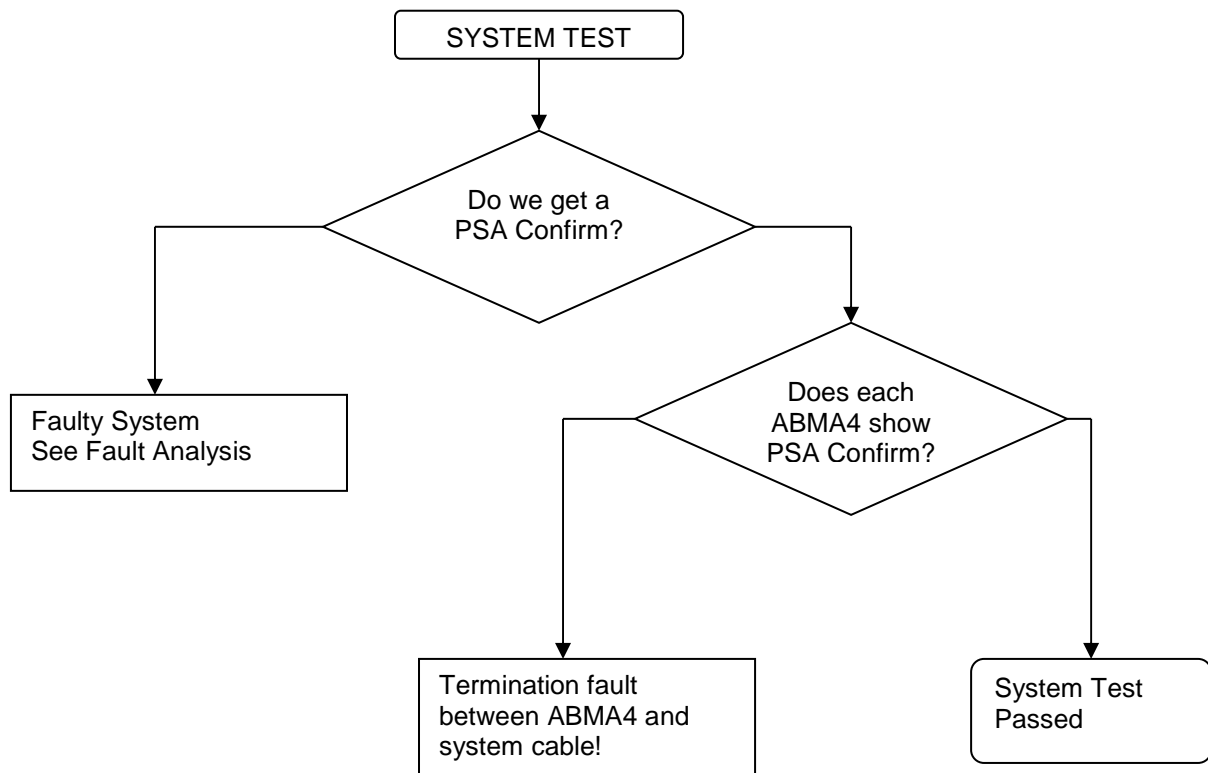 SYSTEM TEST
Do we get a
PSA Confirm?
Faulty System
See Fault Analysis
Does each
ABMA4 show
PSA Confirm?
Termination fault
between ABMA4 and
system cable!
System Test
Passed